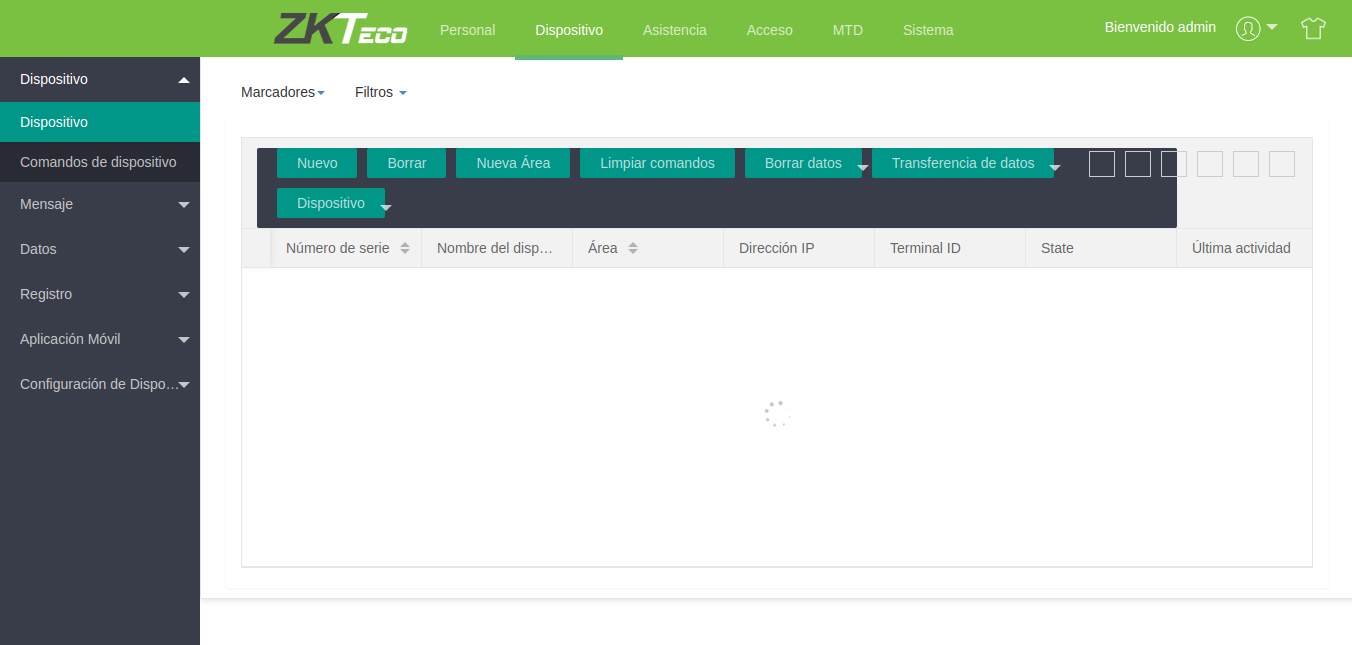 ZKTECO Personal Dispositivo Asistencia Acceso MTD Sistema Bienvenido admin
Dispositivo
Dispositivo
Comandos de dispositivo
Mensaje
Datos
Registro
Aplicación Móvil
Configuración de Dispo...
Marcadores Filtros
Nuevo Borrar Nueva Área Limpiar comandos Borrar datos Transferencia de datos
Dispositivo
Número de serie Nombre del disp... Área Dirección IP Terminal ID State Última actividad